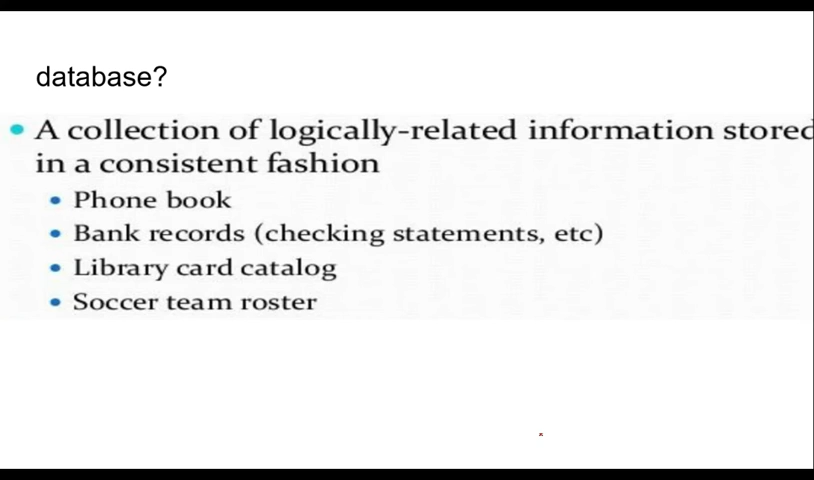 database?
• A collection of logically-related information stored
in a consistent fashion
• Phone book
• Bank records (checking statements, etc)
• Library card catalog
• Soccer team roster